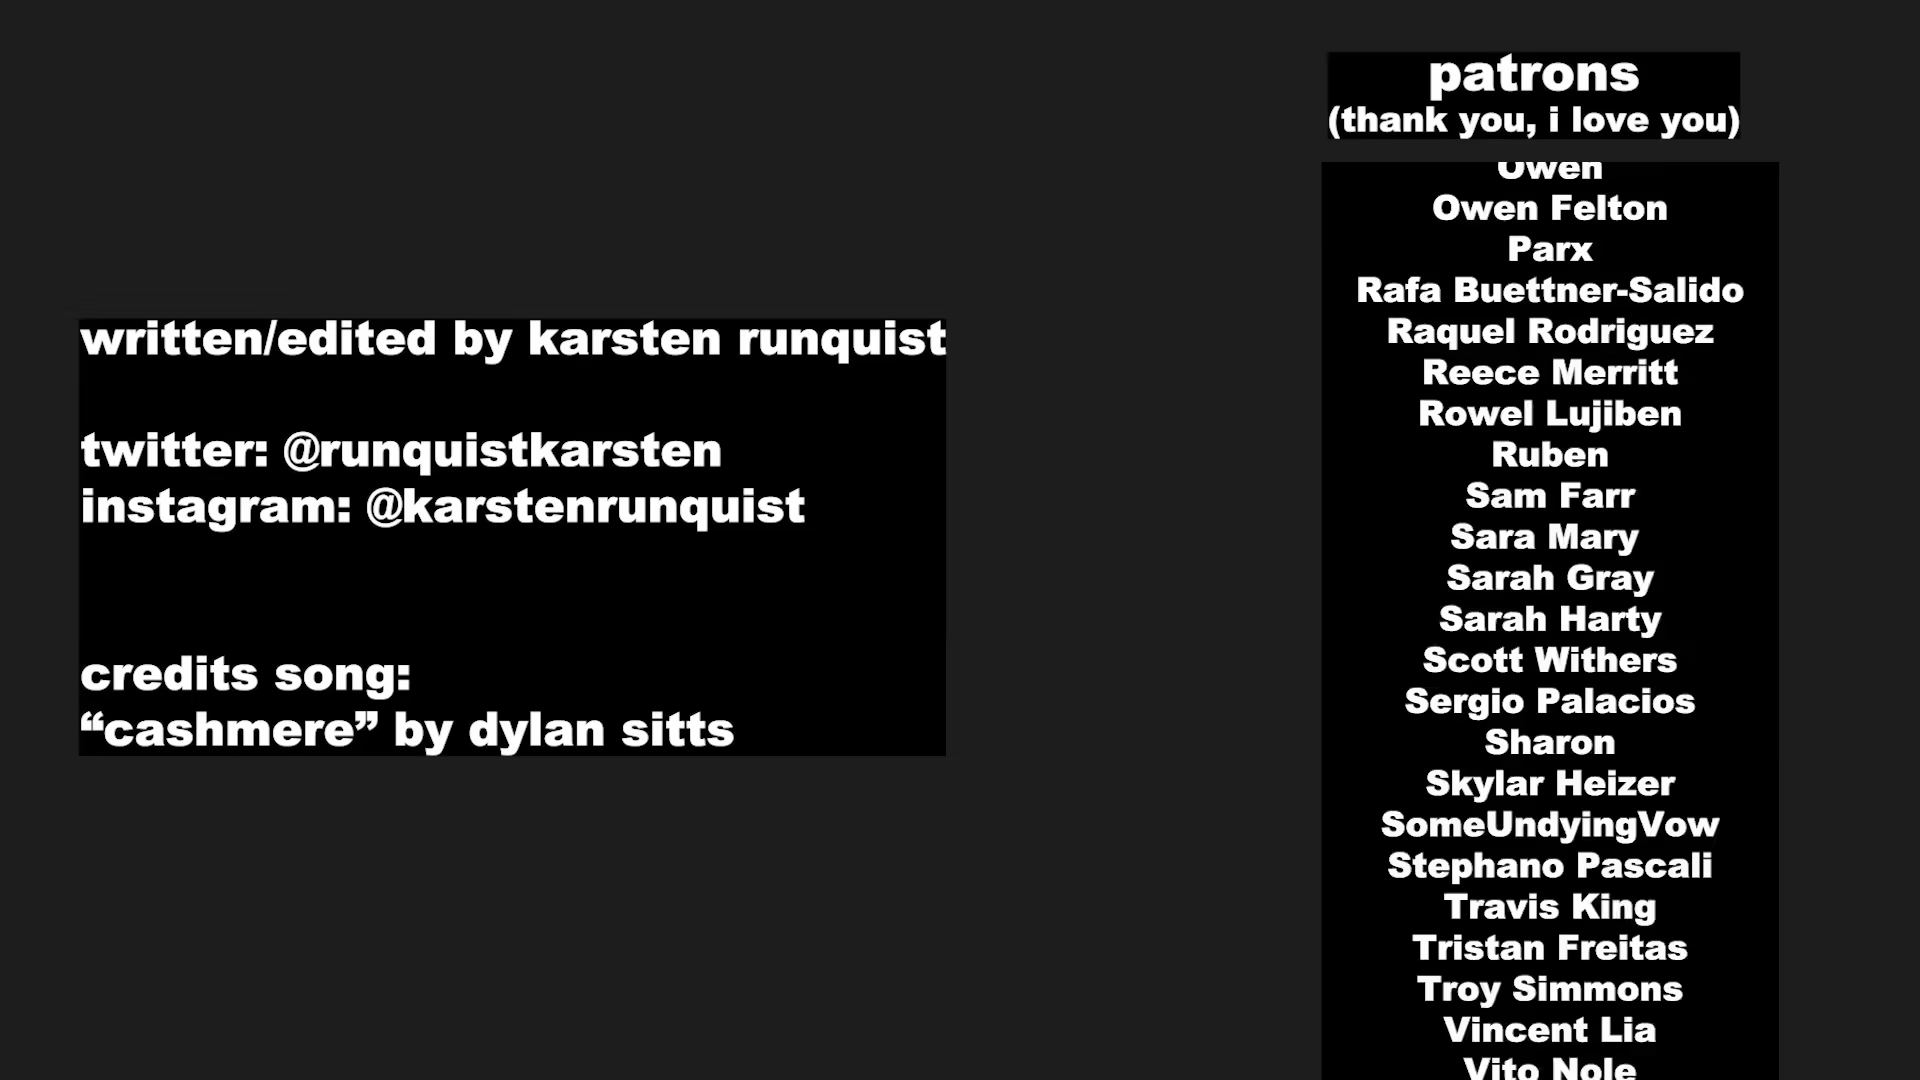 written/edited by karsten runquist
twitter: @runquistkarsten
instagram: @karstenrunquist
credits song:
“cashmere” by dylan sitts
patrons
(thank you, i love you)
Owen
Owen Felton
Parx
Rafa Buettner-Salido
Raquel Rodriguez
Reece Merritt
Rowel Lujiben
Ruben
Sam Farr
Sara Mary
Sarah Gray
Sarah Harty
Scott Withers
Sergio Palacios
Sharon
Skylar Heizer
SomeUndyingVow
Stephano Pascali
Travis King
Tristan Freitas
Troy Simmons
Vincent Lia
Vito Nole